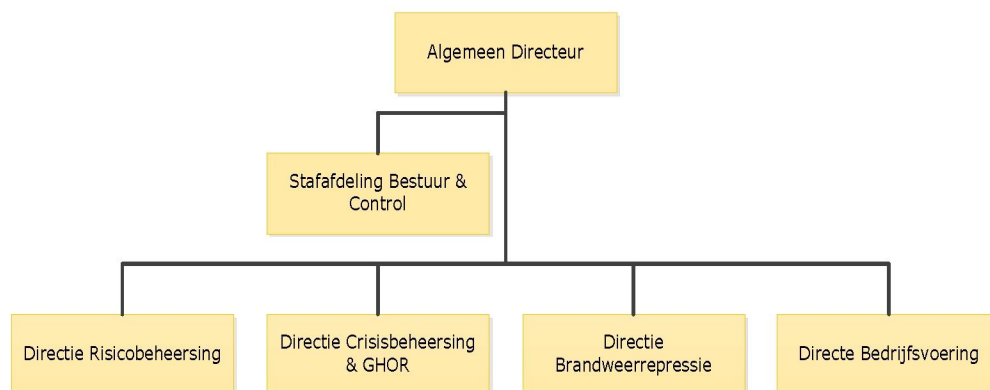 Algemeen Directeur
Stafafdeling Bestuur &
Control
Directie Risicobeheersing
Directie Crisisbeheersing
& GHOR
Directie
Brandweerrepressie
Directe Bedrijfsvoering